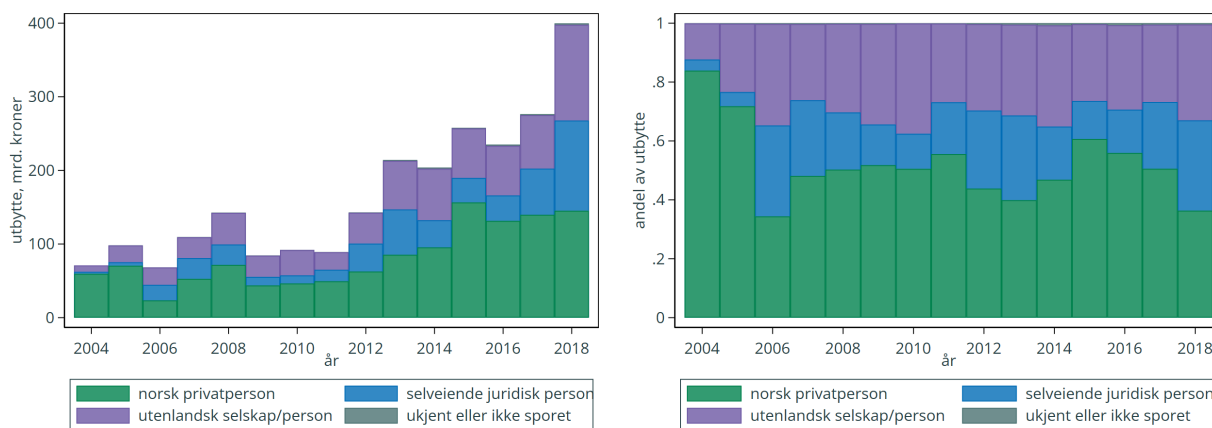 utbytte, mrd. kroner
400
300
200
100
0
2004 2006 2008 2010 2012 2014 2016 2018
år
norsk privatperson
selveiende juridisk person
utenlandsk selskap/person
ukjent eller ikke sporet
andel av utbytte
1
.8
.6
.4
.2
0
2004 2006 2008 2010 2012 2014 2016 2018
år
norsk privatperson
selveiende juridisk person
utenlandsk selskap/person
ukjent eller ikke sporet